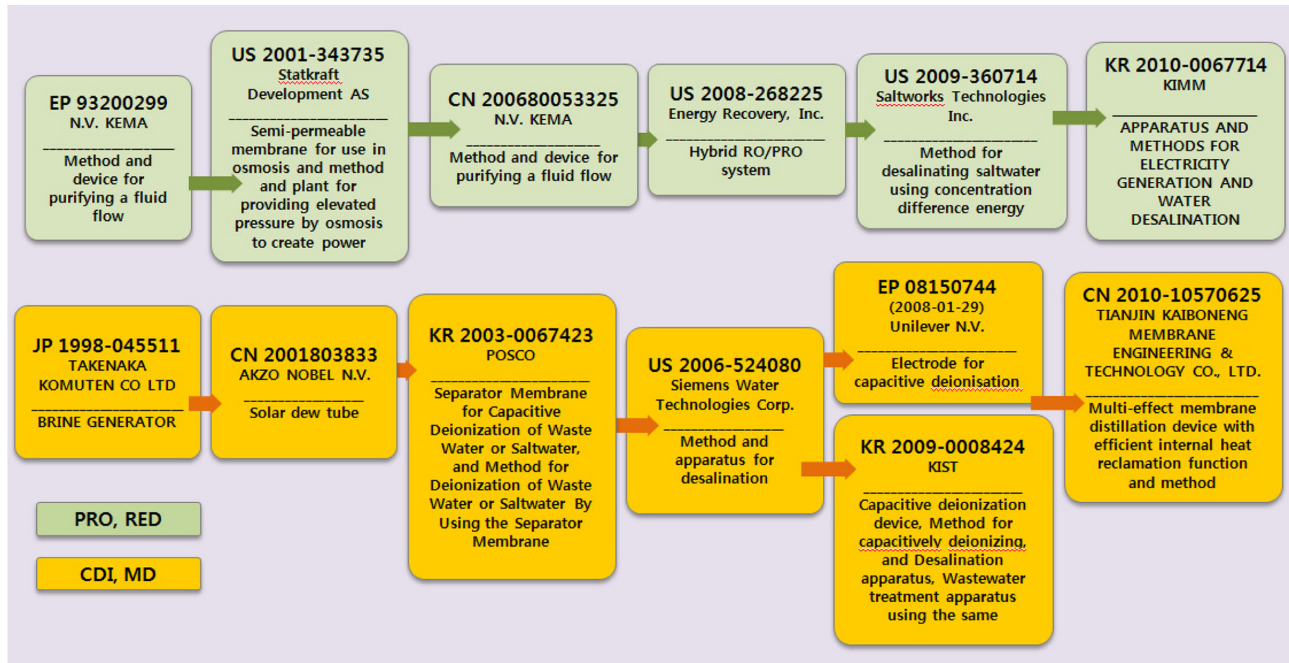 EP 93200299
N.V. KEMA
Method and
device for
purifying a fluid
flow
US 2001-343735
Statkraft
Development AS
Semi-permeable
membrane for use in
osmosis and method
and plant for
providing elevated
pressure by osmosis
to create power
CN 200680053325
N.V. KEMA
Method and device for
purifying a fluid flow
US 2008-268225
Energy Recovery, Inc.
Hybrid RO/PRO
system
US 2009-360714
Saltworks Technologies
Inc.
Method for
desalinating saltwater
using concentration
difference energy
KR 2010-0067714
KIMM
APPARATUS AND
METHODS FOR
ELECTRICITY
GENERATION AND
WATER
DESALINATION
JP 1998-045511
TAKENAKA
KOMUTEN CO LTD
BRINE GENERATOR
CN 2001803833
AKZO NOBEL N.V.
Solar dew tube
KR 2003-0067423
POSCO
Separator Membrane
for Capacitive
Deionization of Waste
Water or Saltwater,
and Method for
Deionization of Waste
Water or Saltwater By
Using the Separator
Membrane
US 2006-524080
Siemens Water
Technologies Corp.
Method and
apparatus for
desalination
EP 08150744
(2008-01-29)
Unilever N.V.
Electrode for
capacitive deionisation
KR 2009-0008424
KIST
Capacitive deionization
device, Method for
capacitively deionizing,
and Desalination
apparatus, Wastewater
treatment apparatus
using the same
CN 2010-10570625
TIANJIN KAIBONENG
MEMBRANE
ENGINEERING &
TECHNOLOGY CO., LTD.
Multi-effect membrane
distillation device with
efficient internal heat
reclamation function
and method
PRO, RED
CDI, MD